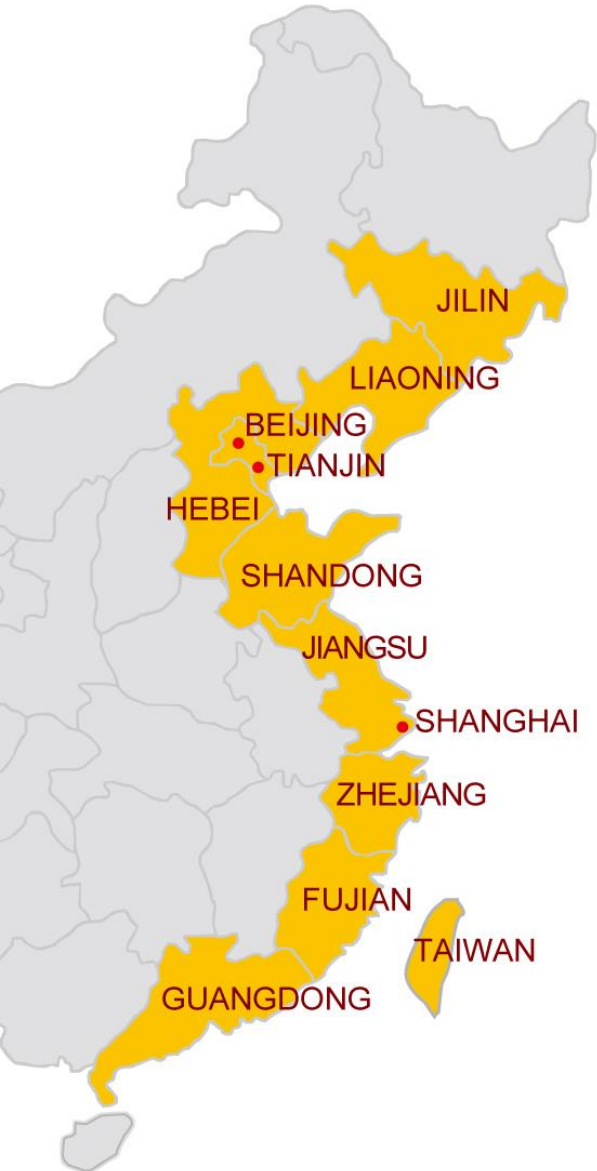 JILIN
LIAONING
BEIJING
TIANJIN
HEBEI
SHANDONG
JIANGSU
SHANGHAI
ZHEJIANG
FUJIAN
TAIWAN
GUANGDONG